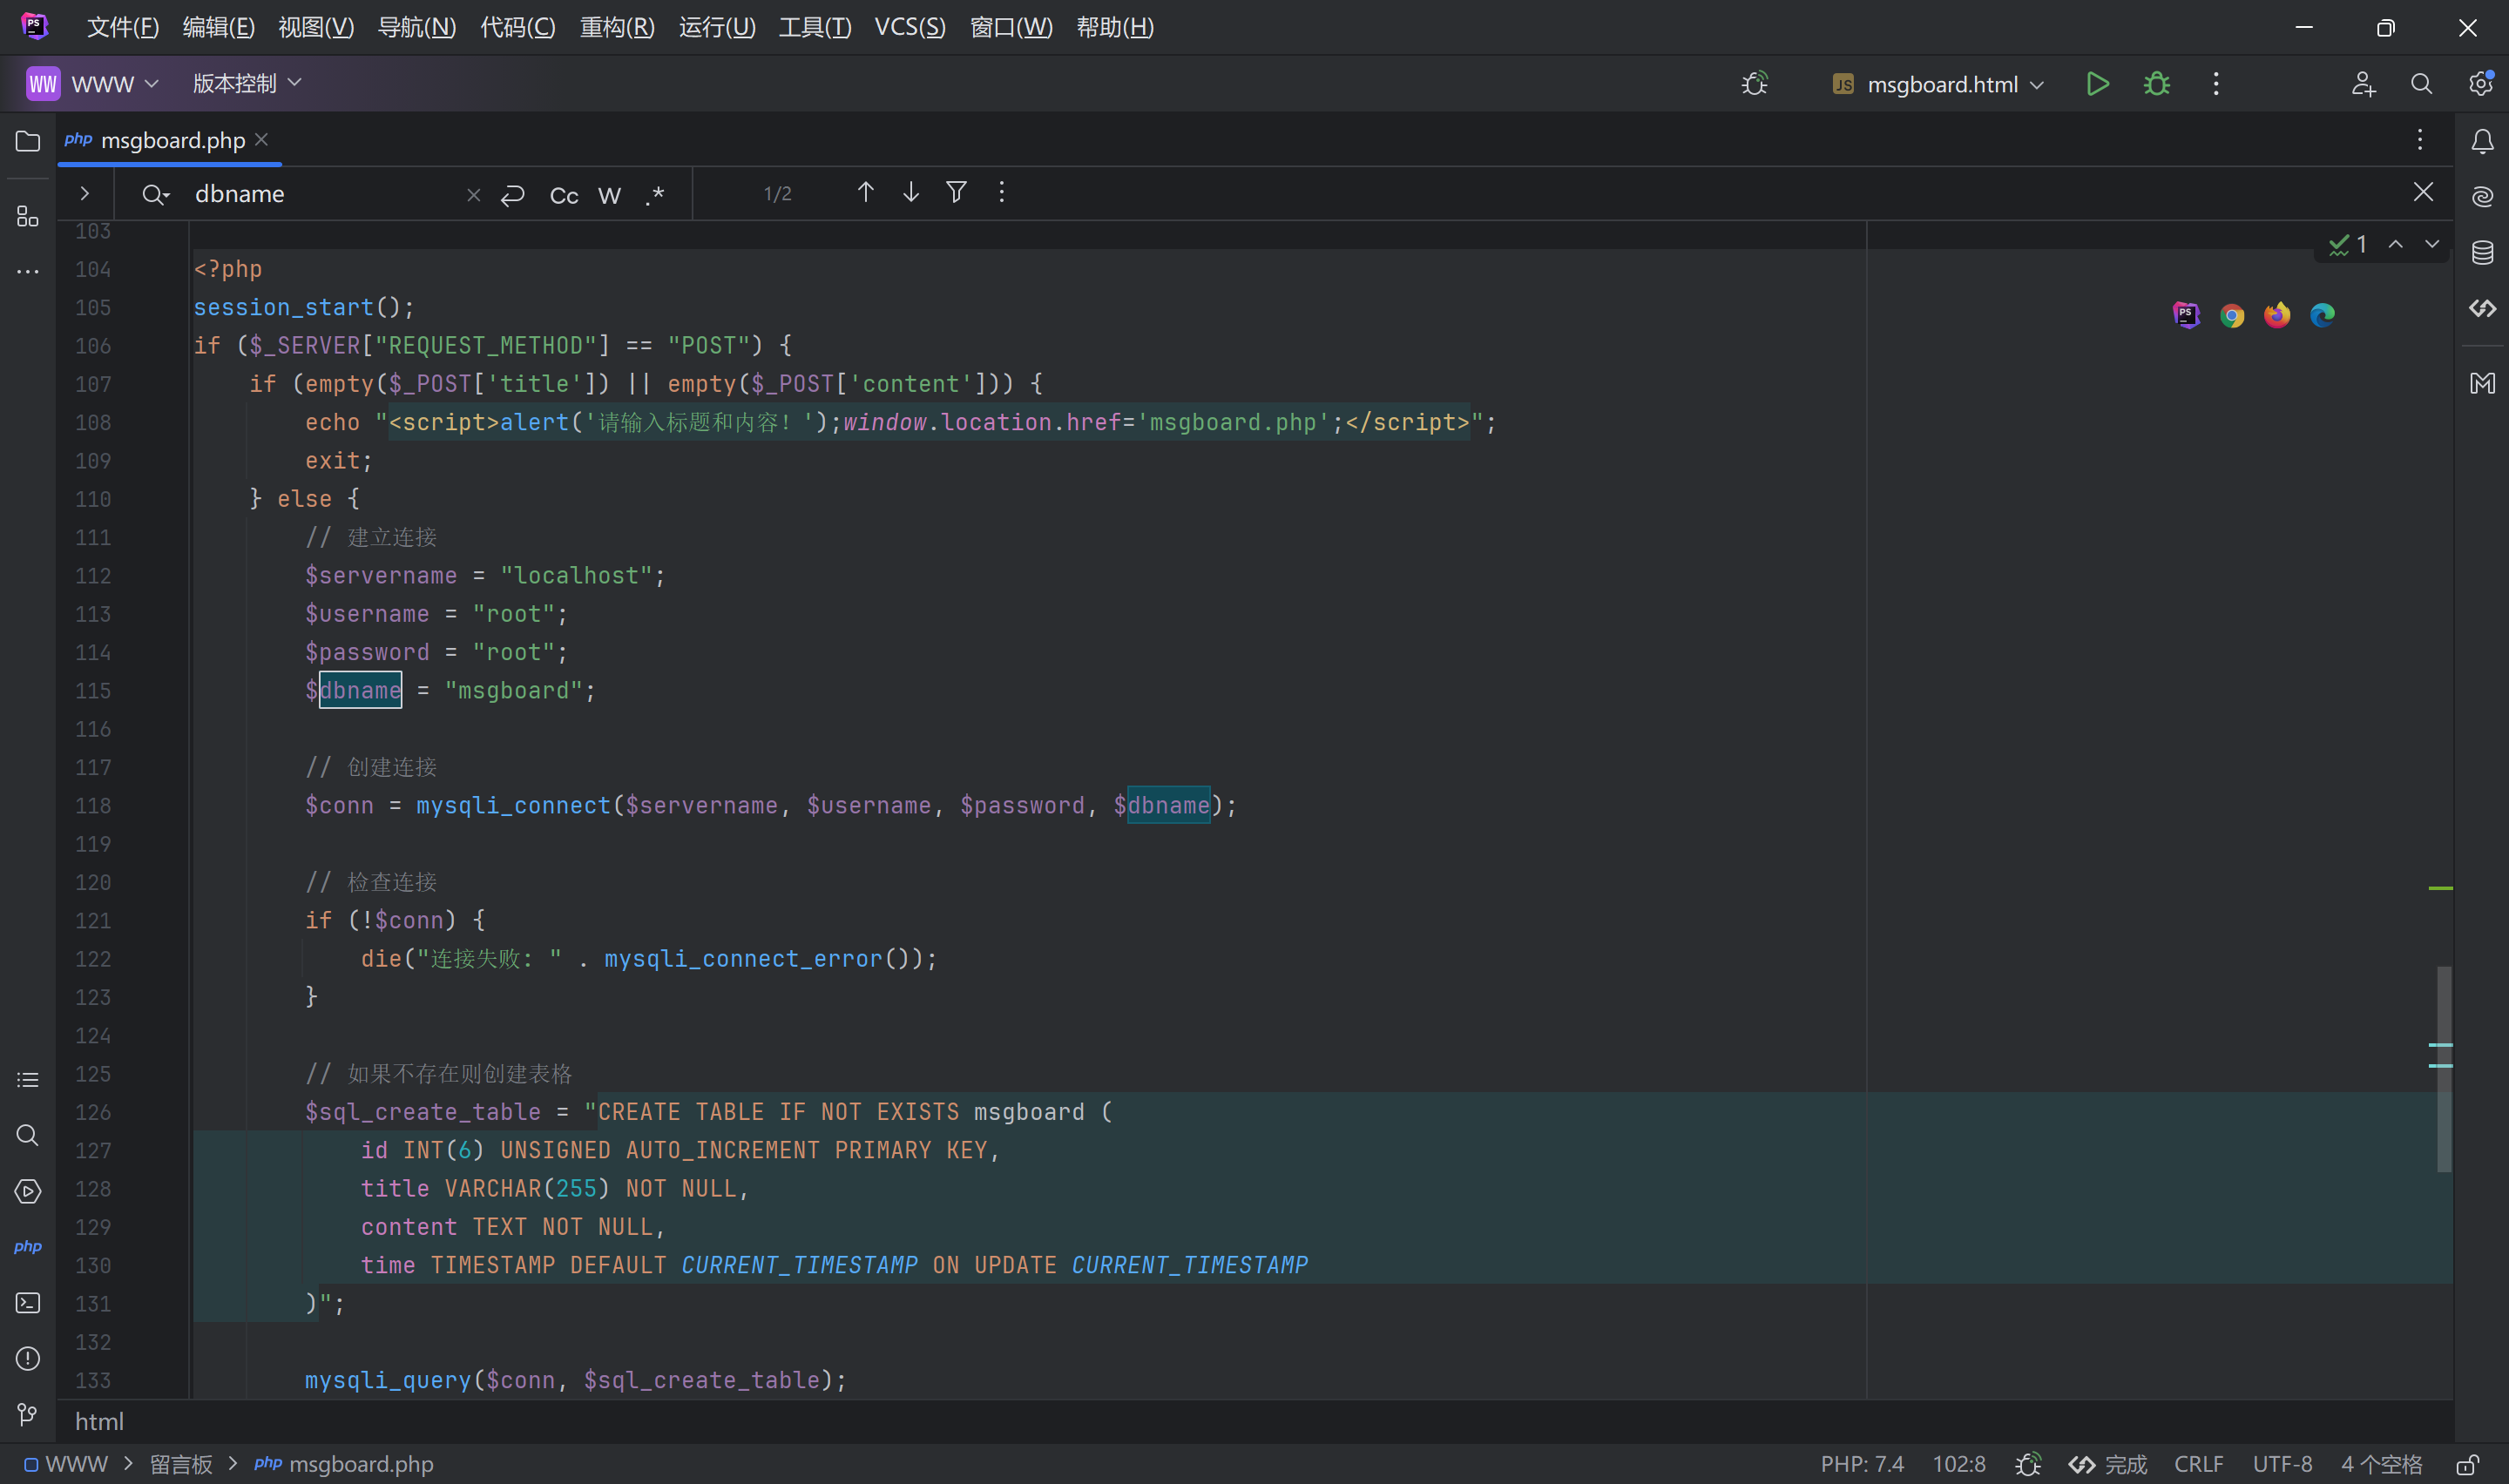 文件(F) 编辑(E) 视图(V) 导航(N) 代码(C) 重构(R) 运行(U) 工具(T) VCS(S) 窗口(W) 帮助(H)
WW WWW 版本控制 JS msgboard.html
php msgboard.php
dbname Cc W .* 1/2
103
1
104 <?php
105 session_start();
106 if ($_SERVER["REQUEST_METHOD"] == "POST") {
107     if (empty($_POST['title']) || empty($_POST['content'])) {
108         echo "<script>alert('请输入标题和内容! ');window.location.href='msgboard.php';</script>";
109         exit;
110     } else {
111         // 建立连接
112         $servername = "localhost";
113         $username = "root";
114         $password = "root";
115         $dbname = "msgboard";
116
117         // 创建连接
118         $conn = mysqli_connect($servername, $username, $password, $dbname);
119
120         // 检查连接
121         if (!$conn) {
122             die("连接失败: " . mysqli_connect_error());
123         }
124
125         // 如果不存在则创建表格
126         $sql_create_table = "CREATE TABLE IF NOT EXISTS msgboard (
127             id INT(6) UNSIGNED AUTO_INCREMENT PRIMARY KEY,
128             title VARCHAR(255) NOT NULL,
129             content TEXT NOT NULL,
130             time TIMESTAMP DEFAULT CURRENT_TIMESTAMP ON UPDATE CURRENT_TIMESTAMP
131         )";
132
133         mysqli_query($conn, $sql_create_table);
html
WWW > 留言板 > php msgboard.php PHP: 7.4 102:8 完成 CRLF UTF-8 4 个空格